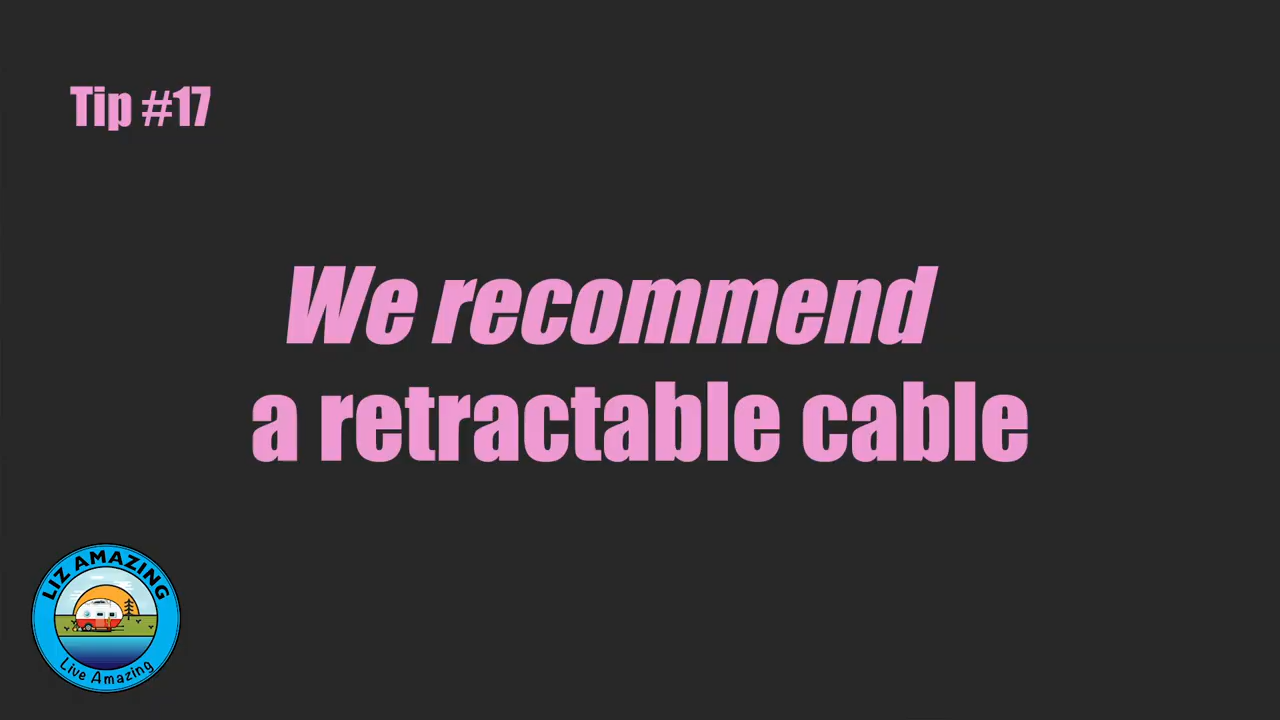 Tip #17
We recommend
a retractable cable
LIZ AMAZING
Live Amazing